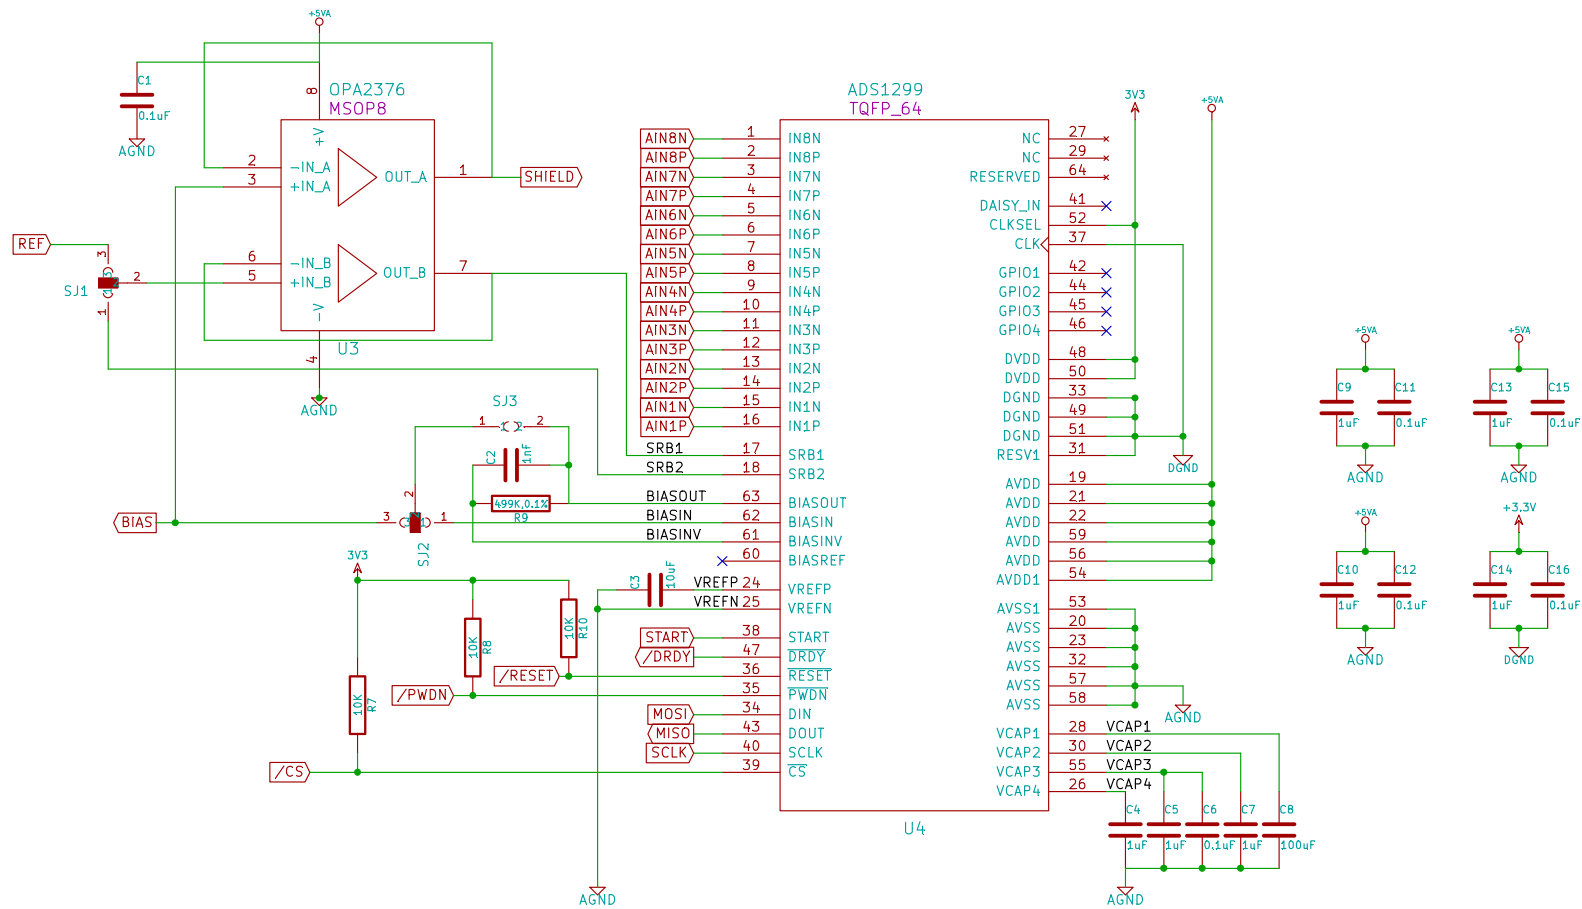 +5VA
C1
0.1uF
AGND
8
OPA2376
MSOP8
+V
2
-IN_A
3
+IN_A
OUT_A
1
SHIELD
6
-IN_B
5
+IN_B
OUT_B
7
-V
4
U3
AGND
REF
3
2
1
SJ1
BIAS
SJ3
1
2
C2
1nf
499K,0.1%
R9
2
3
1
SJ2
3V3
10K
R7
10K
R8
10K
R10
/RESET
/PWDN
/CS
C3
10uF
AGND
ADS1299
TQFP_64
AIN8N 1 IN8N
AIN8P 2 IN8P
AIN7N 3 IN7N
AIN7P 4 IN7P
AIN6N 5 IN6N
AIN6P 6 IN6P
AIN5N 7 IN5N
AIN5P 8 IN5P
AIN4N 9 IN4N
AIN4P 10 IN4P
AIN3N 11 IN3N
AIN3P 12 IN3P
AIN2N 13 IN2N
AIN2P 14 IN2P
AIN1N 15 IN1N
AIN1P 16 IN1P
SRB1 17 SRB1
SRB2 18 SRB2
BIASOUT 63 BIASOUT
BIASIN 62 BIASIN
BIASINV 61 BIASINV
60 BIASREF
VREFP 24 VREFP
VREFN 25 VREFN
START 38 START
/DRDY 47 DRDY
36 RESET
35 PWDN
MOSI 34 DIN
MISO 43 DOUT
SCLK 40 SCLK
39 CS
NC 27
NC 29
RESERVED 64
DAISY_IN 41
CLKSEL 52
CLK 37
GPIO1 42
GPIO2 44
GPIO3 45
GPIO4 46
DVDD 48
DVDD 50
DGND 33
DGND 49
DGND 51
RESV1 31
AVDD 19
AVDD 21
AVDD 22
AVDD 59
AVDD 56
AVDD1 54
AVSS1 53
AVSS 20
AVSS 23
AVSS 32
AVSS 57
AVSS 58
VCAP1 28 VCAP1
VCAP2 30 VCAP2
VCAP3 55 VCAP3
VCAP4 26 VCAP4
U4
3V3
+5VA
DGND
AGND
C4
1uF
C5
1uF
C6
0.1uF
C7
1uF
C8
100uF
AGND
+5VA
C9
1uF
C11
0.1uF
AGND
+5VA
C13
1uF
C15
0.1uF
AGND
+5VA
C10
1uF
C12
0.1uF
AGND
+3.3V
C14
1uF
C16
0.1uF
DGND